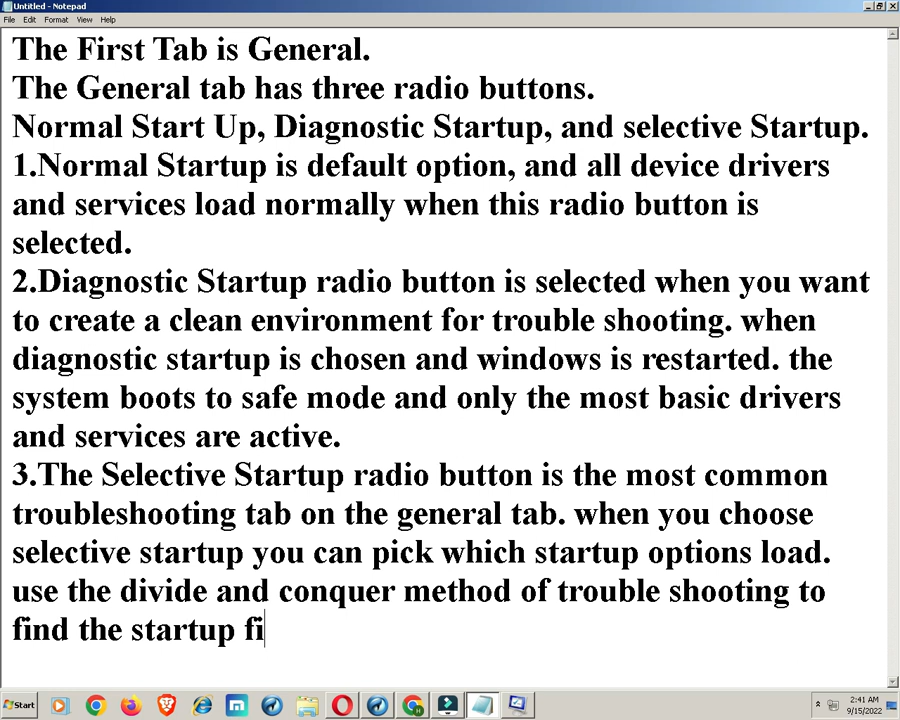 Untitled - Notepad
File Edit Format View Help
The First Tab is General.
The General tab has three radio buttons.
Normal Start Up, Diagnostic Startup, and selective Startup.
1.Normal Startup is default option, and all device drivers
and services load normally when this radio button is
selected.
2.Diagnostic Startup radio button is selected when you want
to create a clean environment for trouble shooting. when
diagnostic startup is chosen and windows is restarted. the
system boots to safe mode and only the most basic drivers
and services are active.
3.The Selective Startup radio button is the most common
troubleshooting tab on the general tab. when you choose
selective startup you can pick which startup options load.
use the divide and conquer method of trouble shooting to
find the startup fi
Start
2:41 AM
9/15/2022